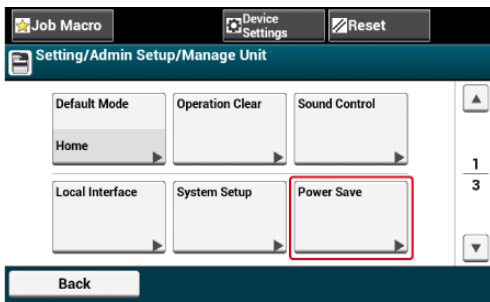 Job Macro
Device
Settings
Reset
Setting/Admin Setup/Manage Unit
Default Mode
Operation Clear
Sound Control
Home
1
3
Local Interface
System Setup
Power Save
Back